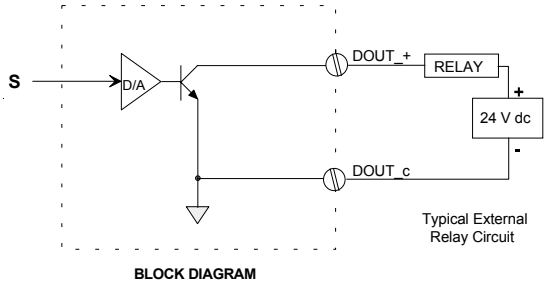 DOUT_+
RELAY
S
D/A
+
24 V dc
-
DOUT_c
Typical External
Relay Circuit
BLOCK DIAGRAM